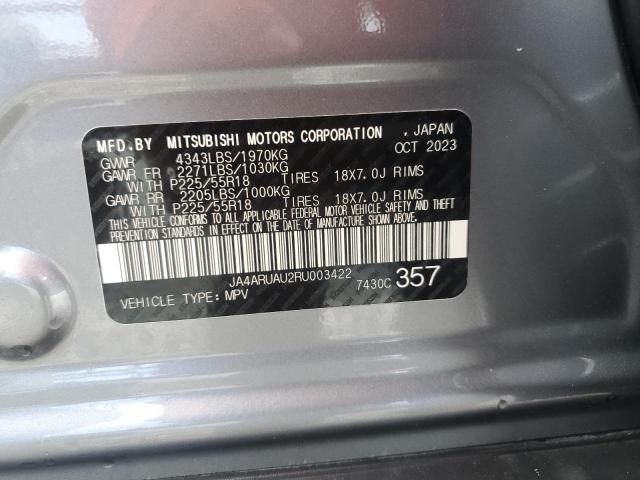 MFD.BY MITSUBISHI MOTORS CORPORATION , JAPAN
GVWR 4343LBS/1970KG OCT 2023
GAWR FR 2271LBS/1030KG
WITH P225/55R18 TIRES 18X7.0J RIMS
GAWR RR 2205LBS/1000KG
WITH P225/55R18 TIRES 18X7.0J RIMS
THIS VEHICLE CONFORMS TO ALL APPLICABLE FEDERAL MOTOR VEHICLE SAFETY AND THEFT
PREVENTION STANDARDS IN EFFECT ON THE DATE OF MANUFACTURE SHOWN ABOVE.
JA4ARUAU2RU003422
VEHICLE TYPE: MPV 7430C 357